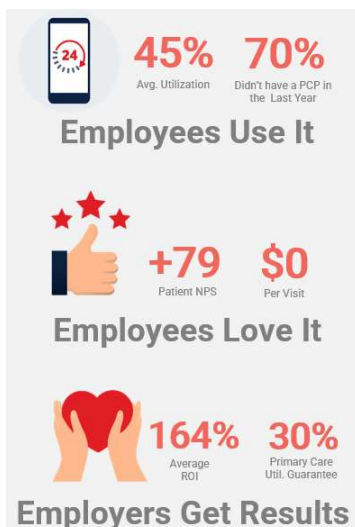 24
45% 70%
Avg. Utilization Didn't have a PCP in
the Last Year
Employees Use It
+79 $0
Patient NPS Per Visit
Employees Love It
164% 30%
Average Primary Care
ROI Util. Guarantee
Employers Get Results